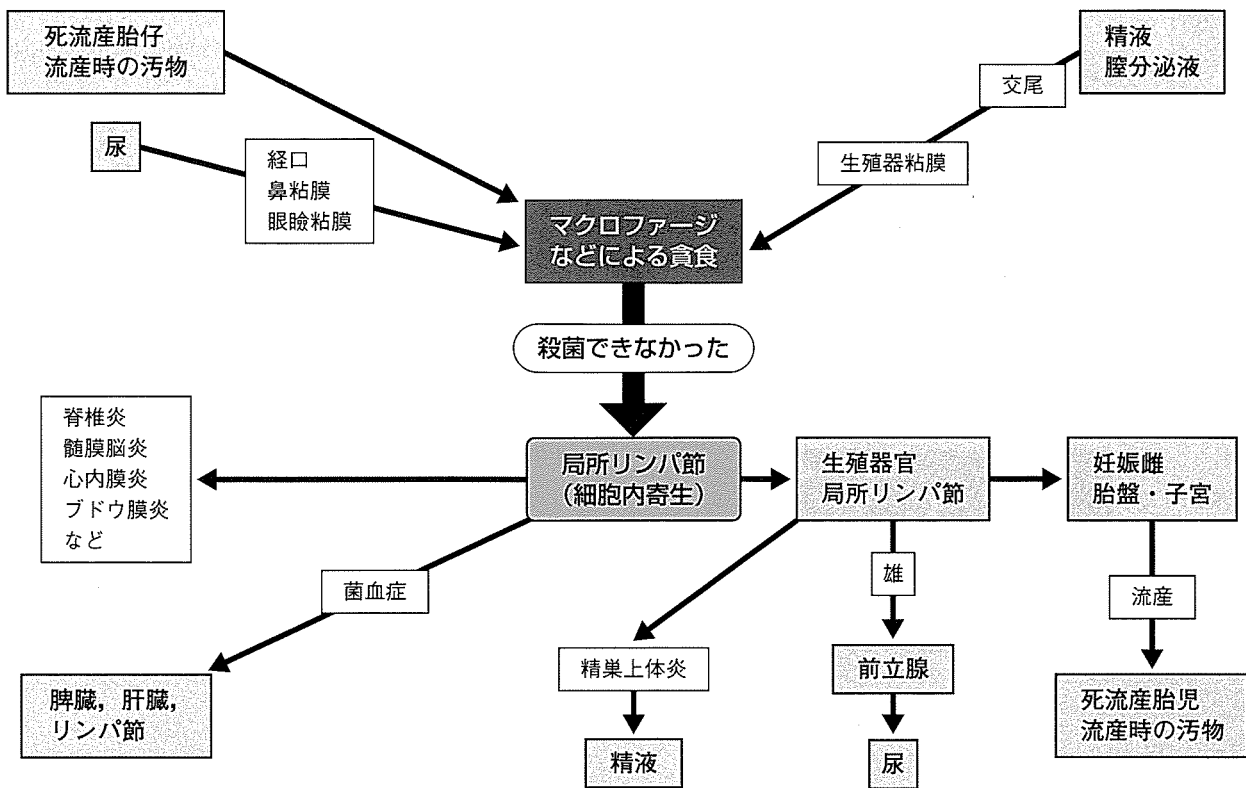 死流産胎仔
流産時の汚物
精液
膣分泌液
交尾
尿
経口
鼻粘膜
眼瞼粘膜
生殖器粘膜
マクロファージ
などによる貪食
殺菌できなかった
脊椎炎
髄膜脳炎
心内膜炎
ブドウ膜炎
など
局所リンパ節
（細胞内寄生）
生殖器官
局所リンパ節
妊娠雌
胎盤・子宮
菌血症
雄
流産
精巣上体炎
前立腺
脾臓，肝臓，
リンパ節
死流産胎児
流産時の汚物
精液
尿